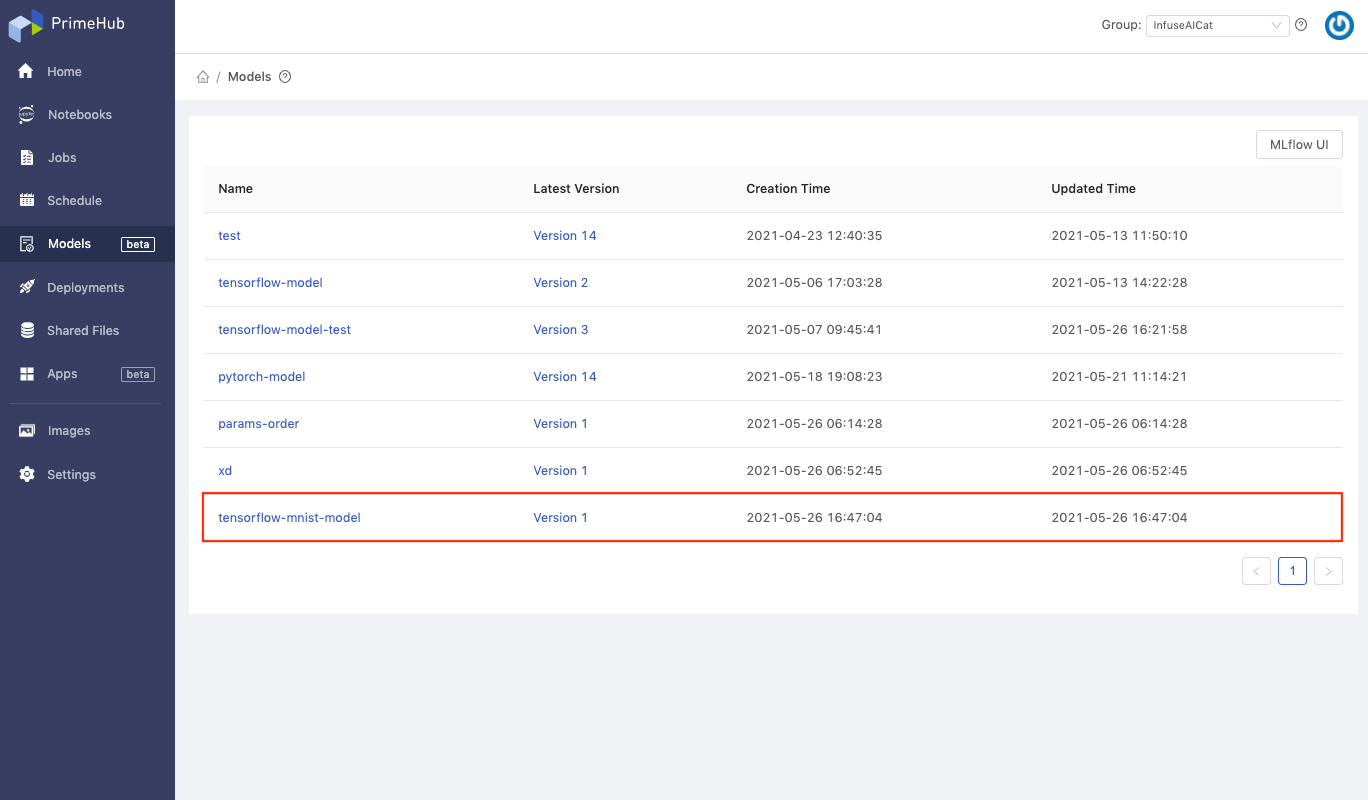 PrimeHub
Group: InfuseAICat
Home
Notebooks
Jobs
Schedule
Models beta
Deployments
Shared Files
Apps beta
Images
Settings
/ Models
MLflow UI
Name Latest Version Creation Time Updated Time
test Version 14 2021-04-23 12:40:35 2021-05-13 11:50:10
tensorflow-model Version 2 2021-05-06 17:03:28 2021-05-13 14:22:28
tensorflow-model-test Version 3 2021-05-07 09:45:41 2021-05-26 16:21:58
pytorch-model Version 14 2021-05-18 19:08:23 2021-05-21 11:14:21
params-order Version 1 2021-05-26 06:14:28 2021-05-26 06:14:28
xd Version 1 2021-05-26 06:52:45 2021-05-26 06:52:45
tensorflow-mnist-model Version 1 2021-05-26 16:47:04 2021-05-26 16:47:04
< 1 >